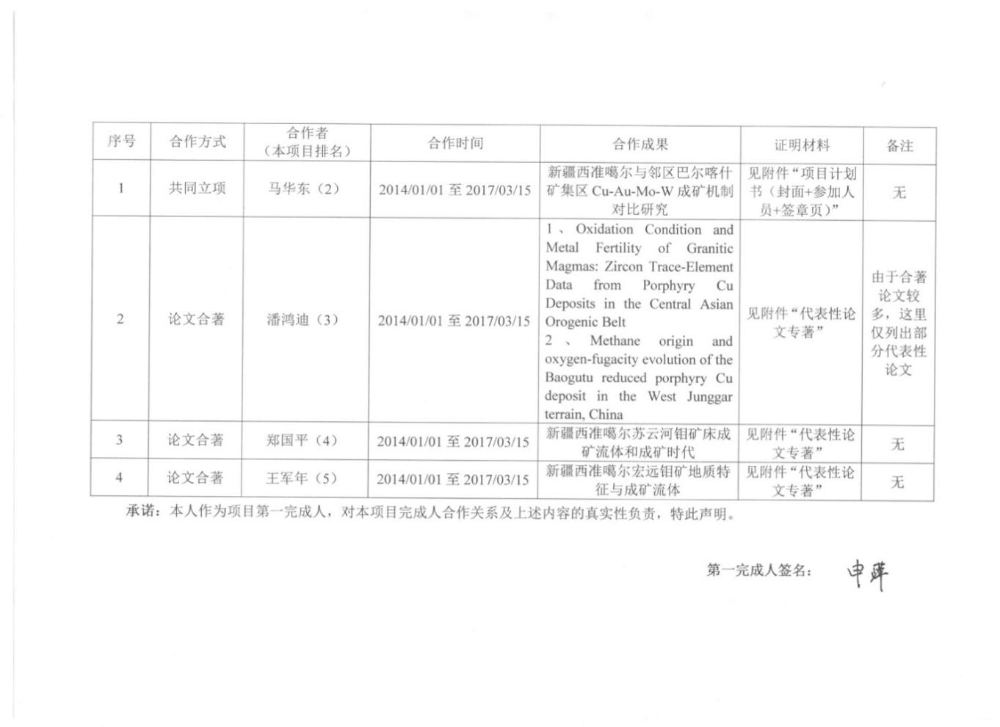 序号 合作方式 合作者 合作时间 合作成果 证明材料 备注
（本项目排名）
1 共同立项 马华东（2） 2014/01/01 至 2017/03/15 新疆西准噶尔与邻区巴尔喀什 见附件“项目计划 无
矿集区 Cu-Au-Mo-W 成矿机制 书（封面+参加人
对比研究 员+签章页）”
2 论文合著 潘鸿迪（3） 2014/01/01 至 2017/03/15
1 、 Oxidation Condition and
Metal Fertility of Granitic
Magmas: Zircon Trace-Element
Data from Porphyry Cu
Deposits in the Central Asian
Orogenic Belt
2 、 Methane origin and
oxygen-fugacity evolution of the
Baogutu reduced porphyry Cu
deposit in the West Junggar
terrain, China
见附件“代表性论
文专著”
由于合著
论文较
多，这里
仅列出部
分代表性
论文
3 论文合著 郑国平（4） 2014/01/01 至 2017/03/15 新疆西准噶尔苏云河钼矿床成 见附件“代表性论 无
矿流体和成矿时代 文专著”
4 论文合著 王军年（5） 2014/01/01 至 2017/03/15 新疆西准噶尔宏远钼矿地质特 见附件“代表性论 无
征与成矿流体 文专著”
承诺：本人作为项目第一完成人，对本项目完成人合作关系及上述内容的真实性负责，特此声明。
第一完成人签名： 申萍